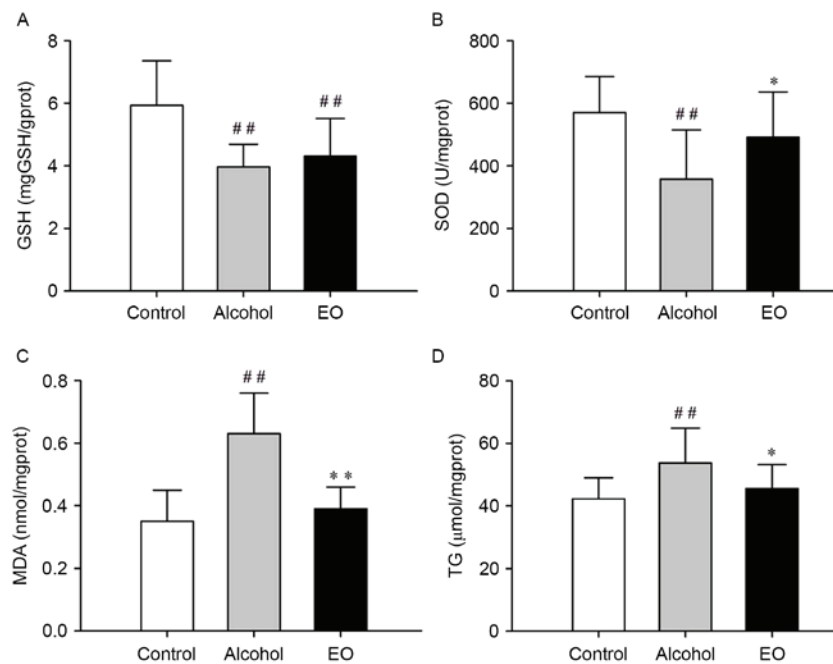 A
GSH (mgGSH/gprot)
8
6
4
2
0
##
##
Control Alcohol EO
B
SOD (U/mgprot)
800
600
400
200
0
##
*
Control Alcohol EO
C
MDA (nmol/mgprot)
0.8
0.6
0.4
0.2
0.0
##
**
Control Alcohol EO
D
TG (μmol/mgprot)
80
60
40
20
0
##
*
Control Alcohol EO